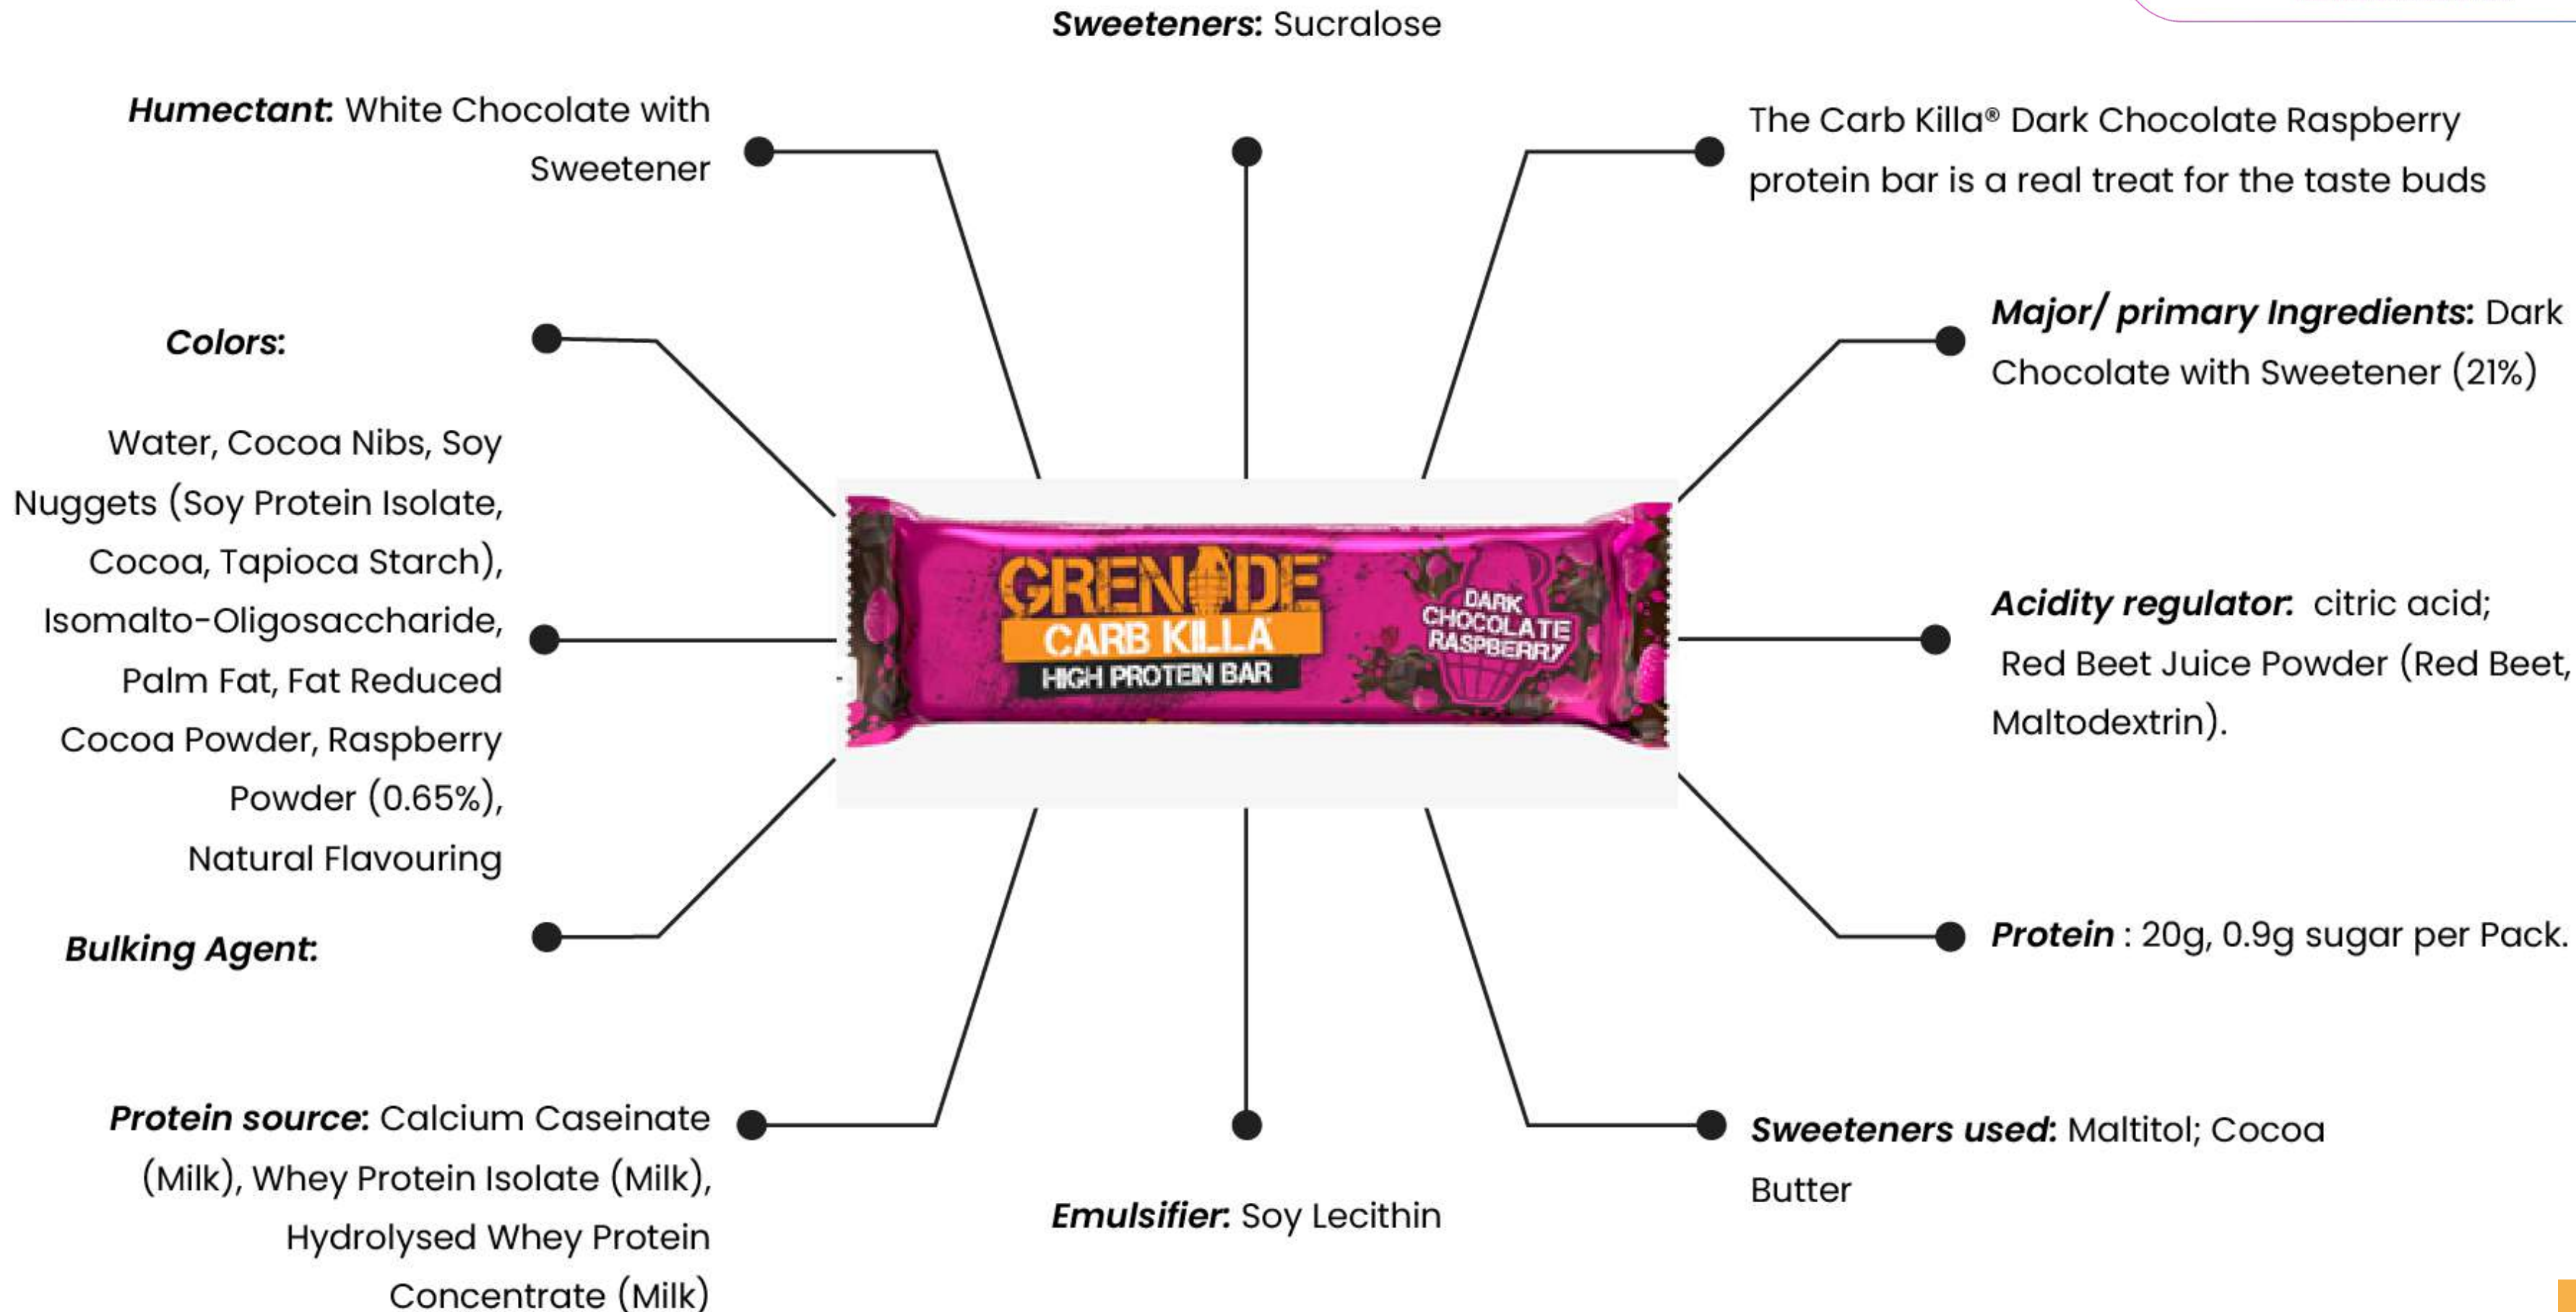 Sweeteners: Sucralose
Humectant: White Chocolate with
Sweetener
The Carb Killa® Dark Chocolate Raspberry
protein bar is a real treat for the taste buds
Colors:
Major/ primary Ingredients: Dark
Chocolate with Sweetener (21%)
Water, Cocoa Nibs, Soy
Nuggets (Soy Protein Isolate,
Cocoa, Tapioca Starch),
Isomalto-Oligosaccharide,
Palm Fat, Fat Reduced
Cocoa Powder, Raspberry
Powder (0.65%),
Natural Flavouring
GRENADE
CARB KILLA
HIGH PROTEIN BAR
DARK
CHOCOLATE
RASPBERRY
Acidity regulator: citric acid;
Red Beet Juice Powder (Red Beet,
Maltodextrin).
Bulking Agent:
Protein : 20g, 0.9g sugar per Pack.
Protein source: Calcium Caseinate
(Milk), Whey Protein Isolate (Milk),
Hydrolysed Whey Protein
Concentrate (Milk)
Emulsifier: Soy Lecithin
Sweeteners used: Maltitol; Cocoa
Butter